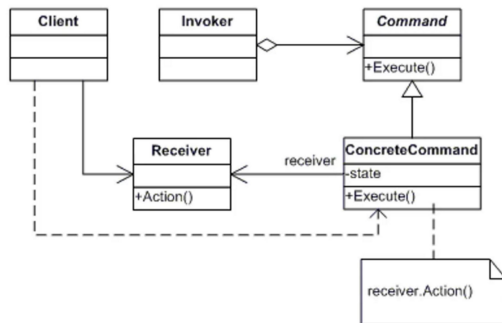 Client
Invoker
Command
+Execute()
Receiver
+Action()
receiver
ConcreteCommand
-state
+Execute()
receiver.Action()